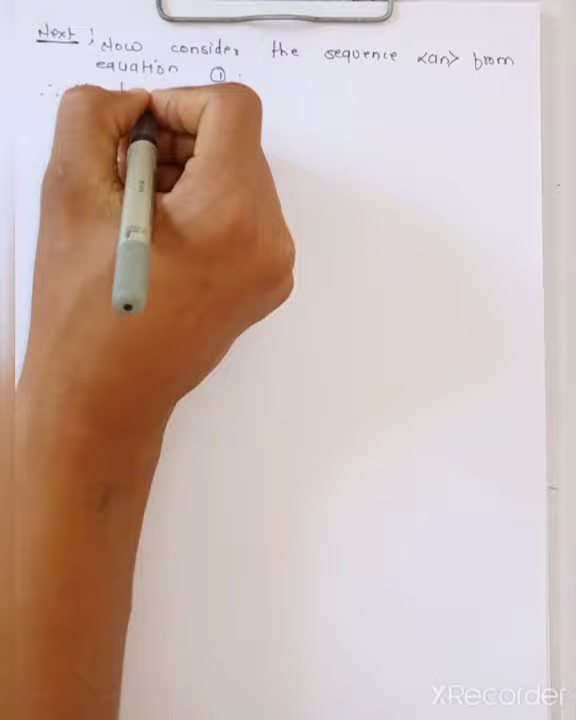 Next : Now consider the sequence <an> from
equation ①.
∴
XRecorder